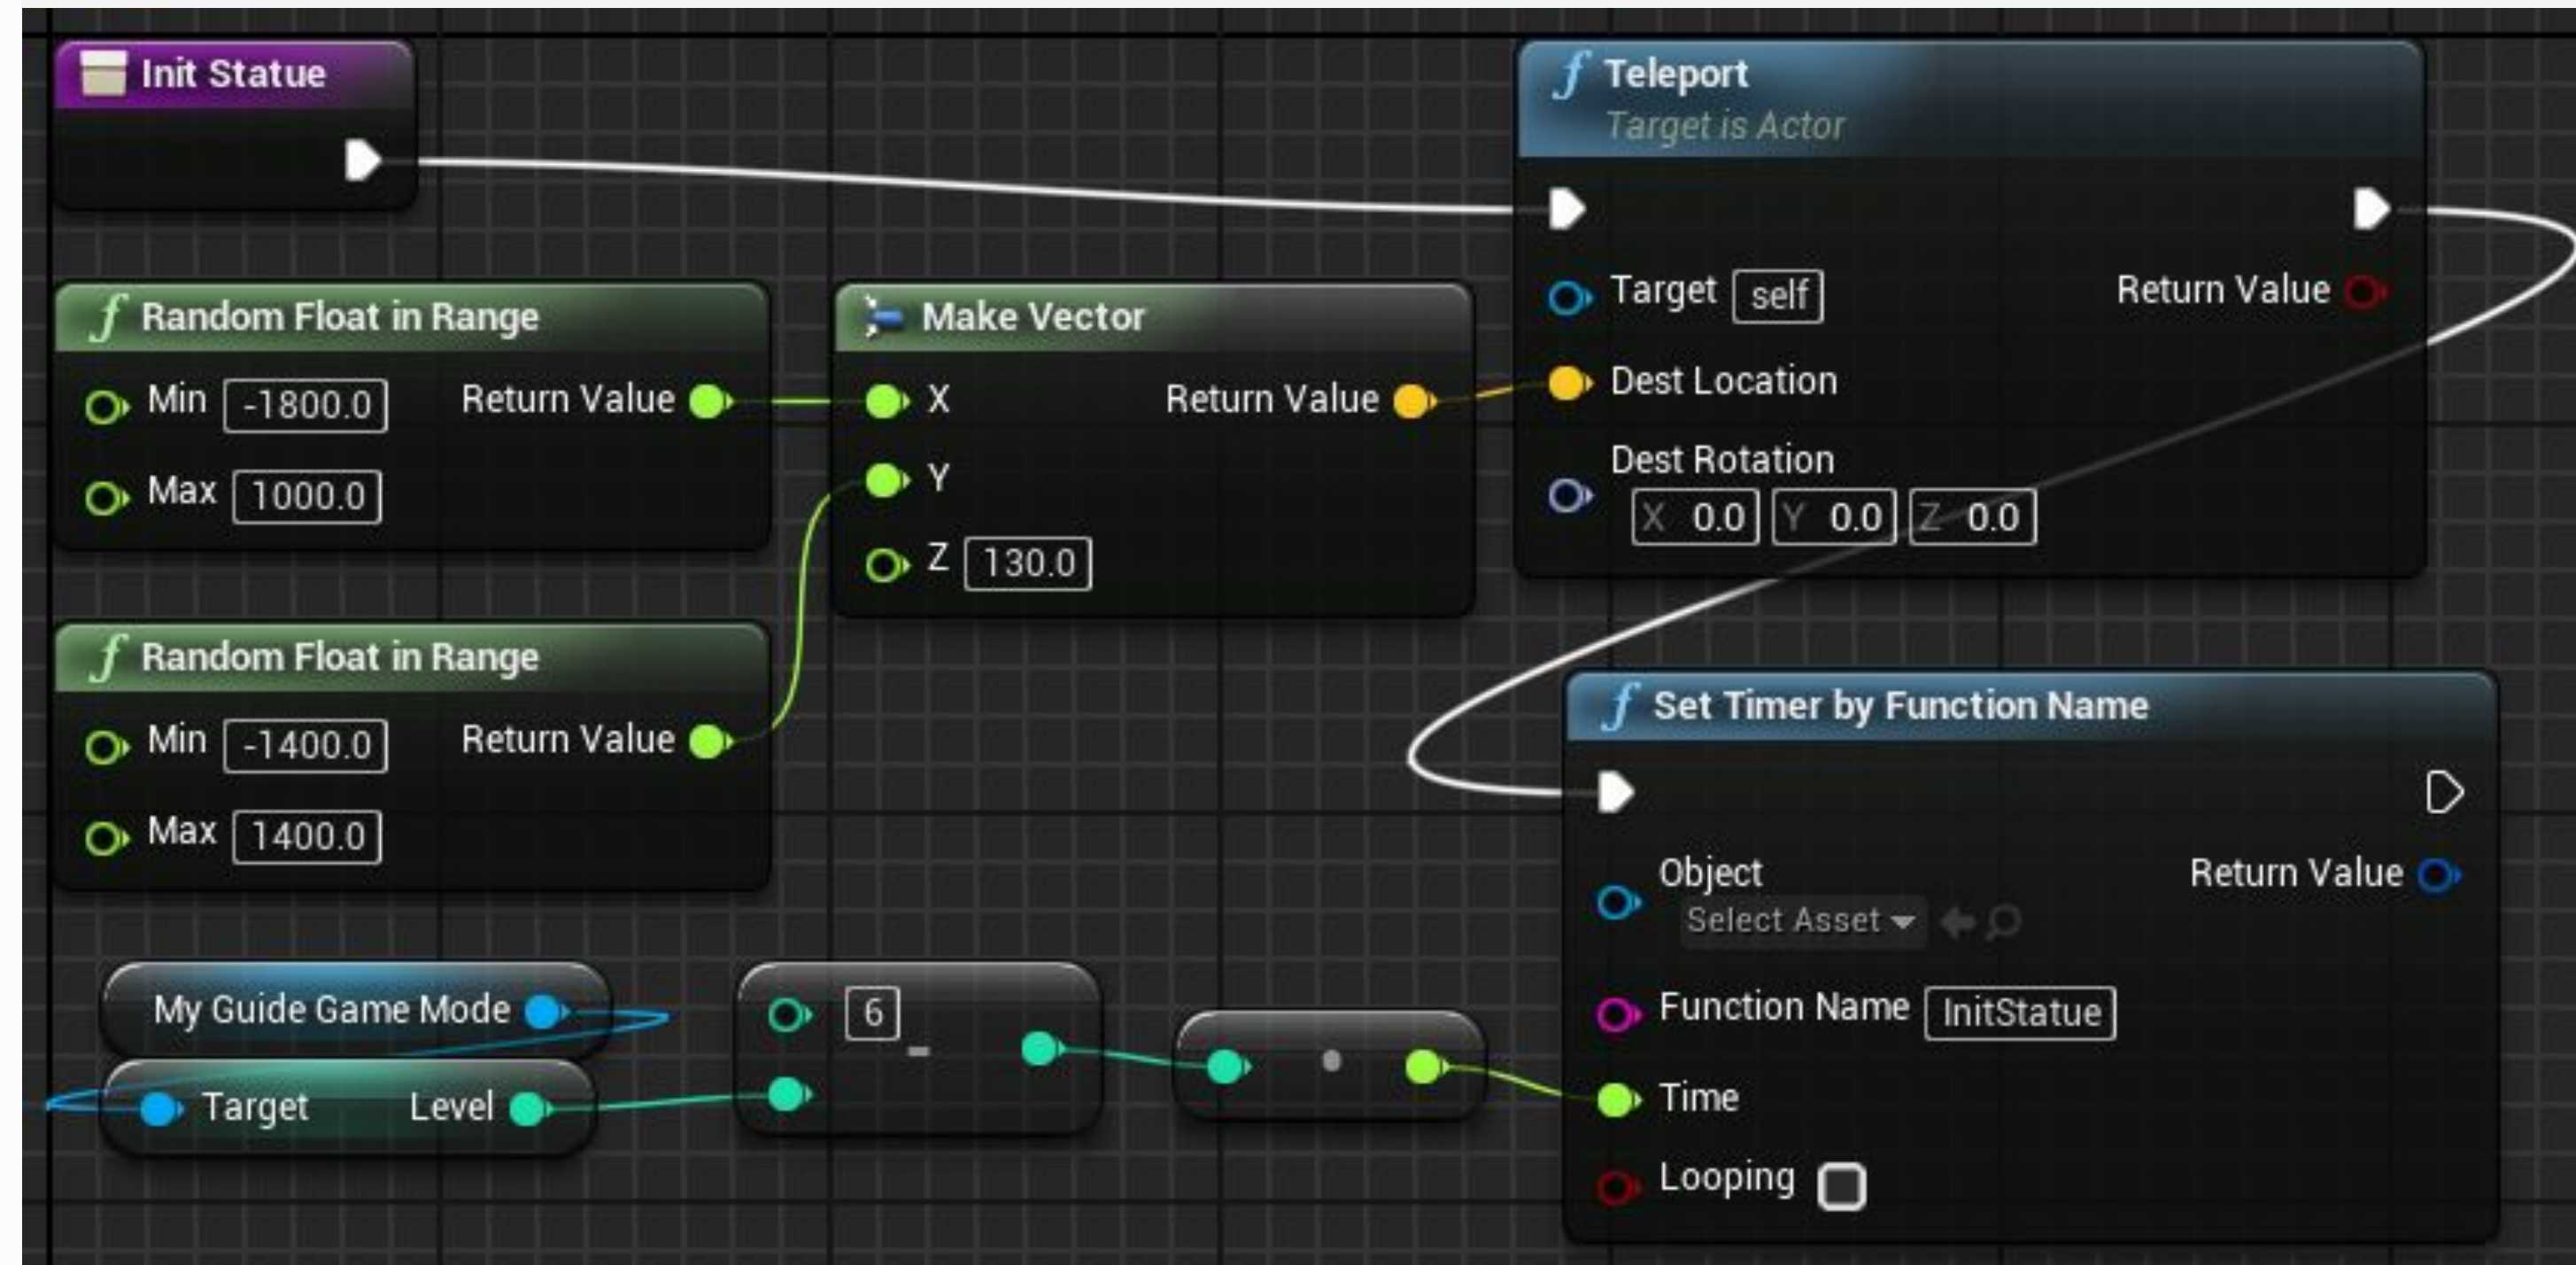 Init Statue
f Teleport
Target is Actor
Target self
Return Value
Dest Location
Dest Rotation
X 0.0 Y 0.0 Z 0.0
f Random Float in Range
Min -1800.0 Return Value
Max 1000.0
Make Vector
X Return Value
Y
Z 130.0
f Random Float in Range
Min -1400.0 Return Value
Max 1400.0
f Set Timer by Function Name
Object
Select Asset
Return Value
Function Name InitStatue
Time
Looping
My Guide Game Mode
Target Level
6
-